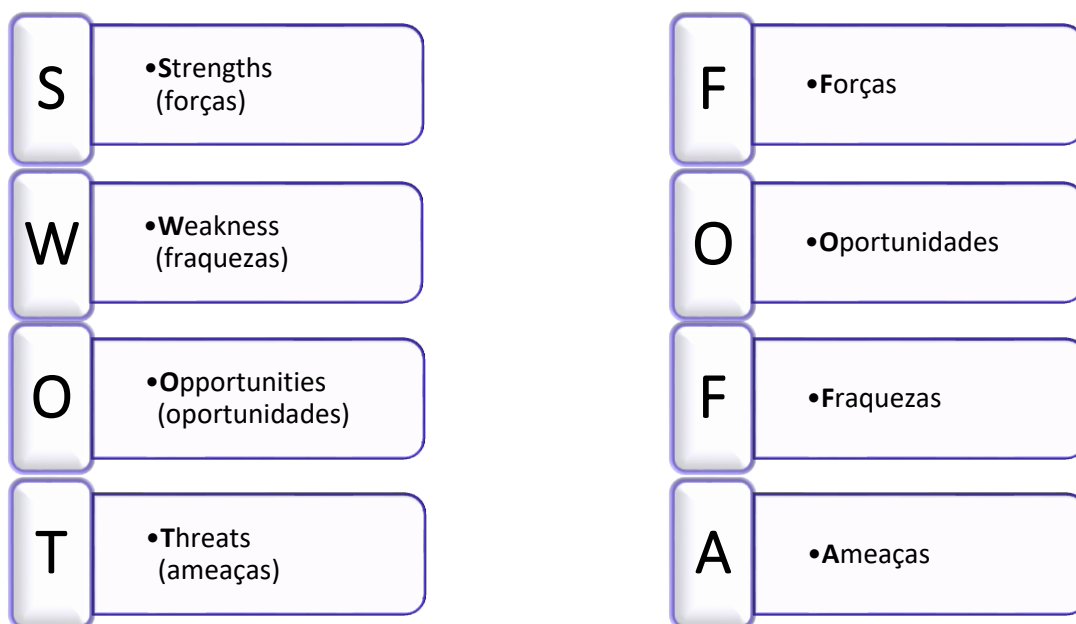 S
•Strengths
(forças)
W
•Weakness
(fraquezas)
O
•Opportunities
(oportunidades)
T
•Threats
(ameaças)
F
•Forças
O
•Oportunidades
F
•Fraquezas
A
•Ameaças